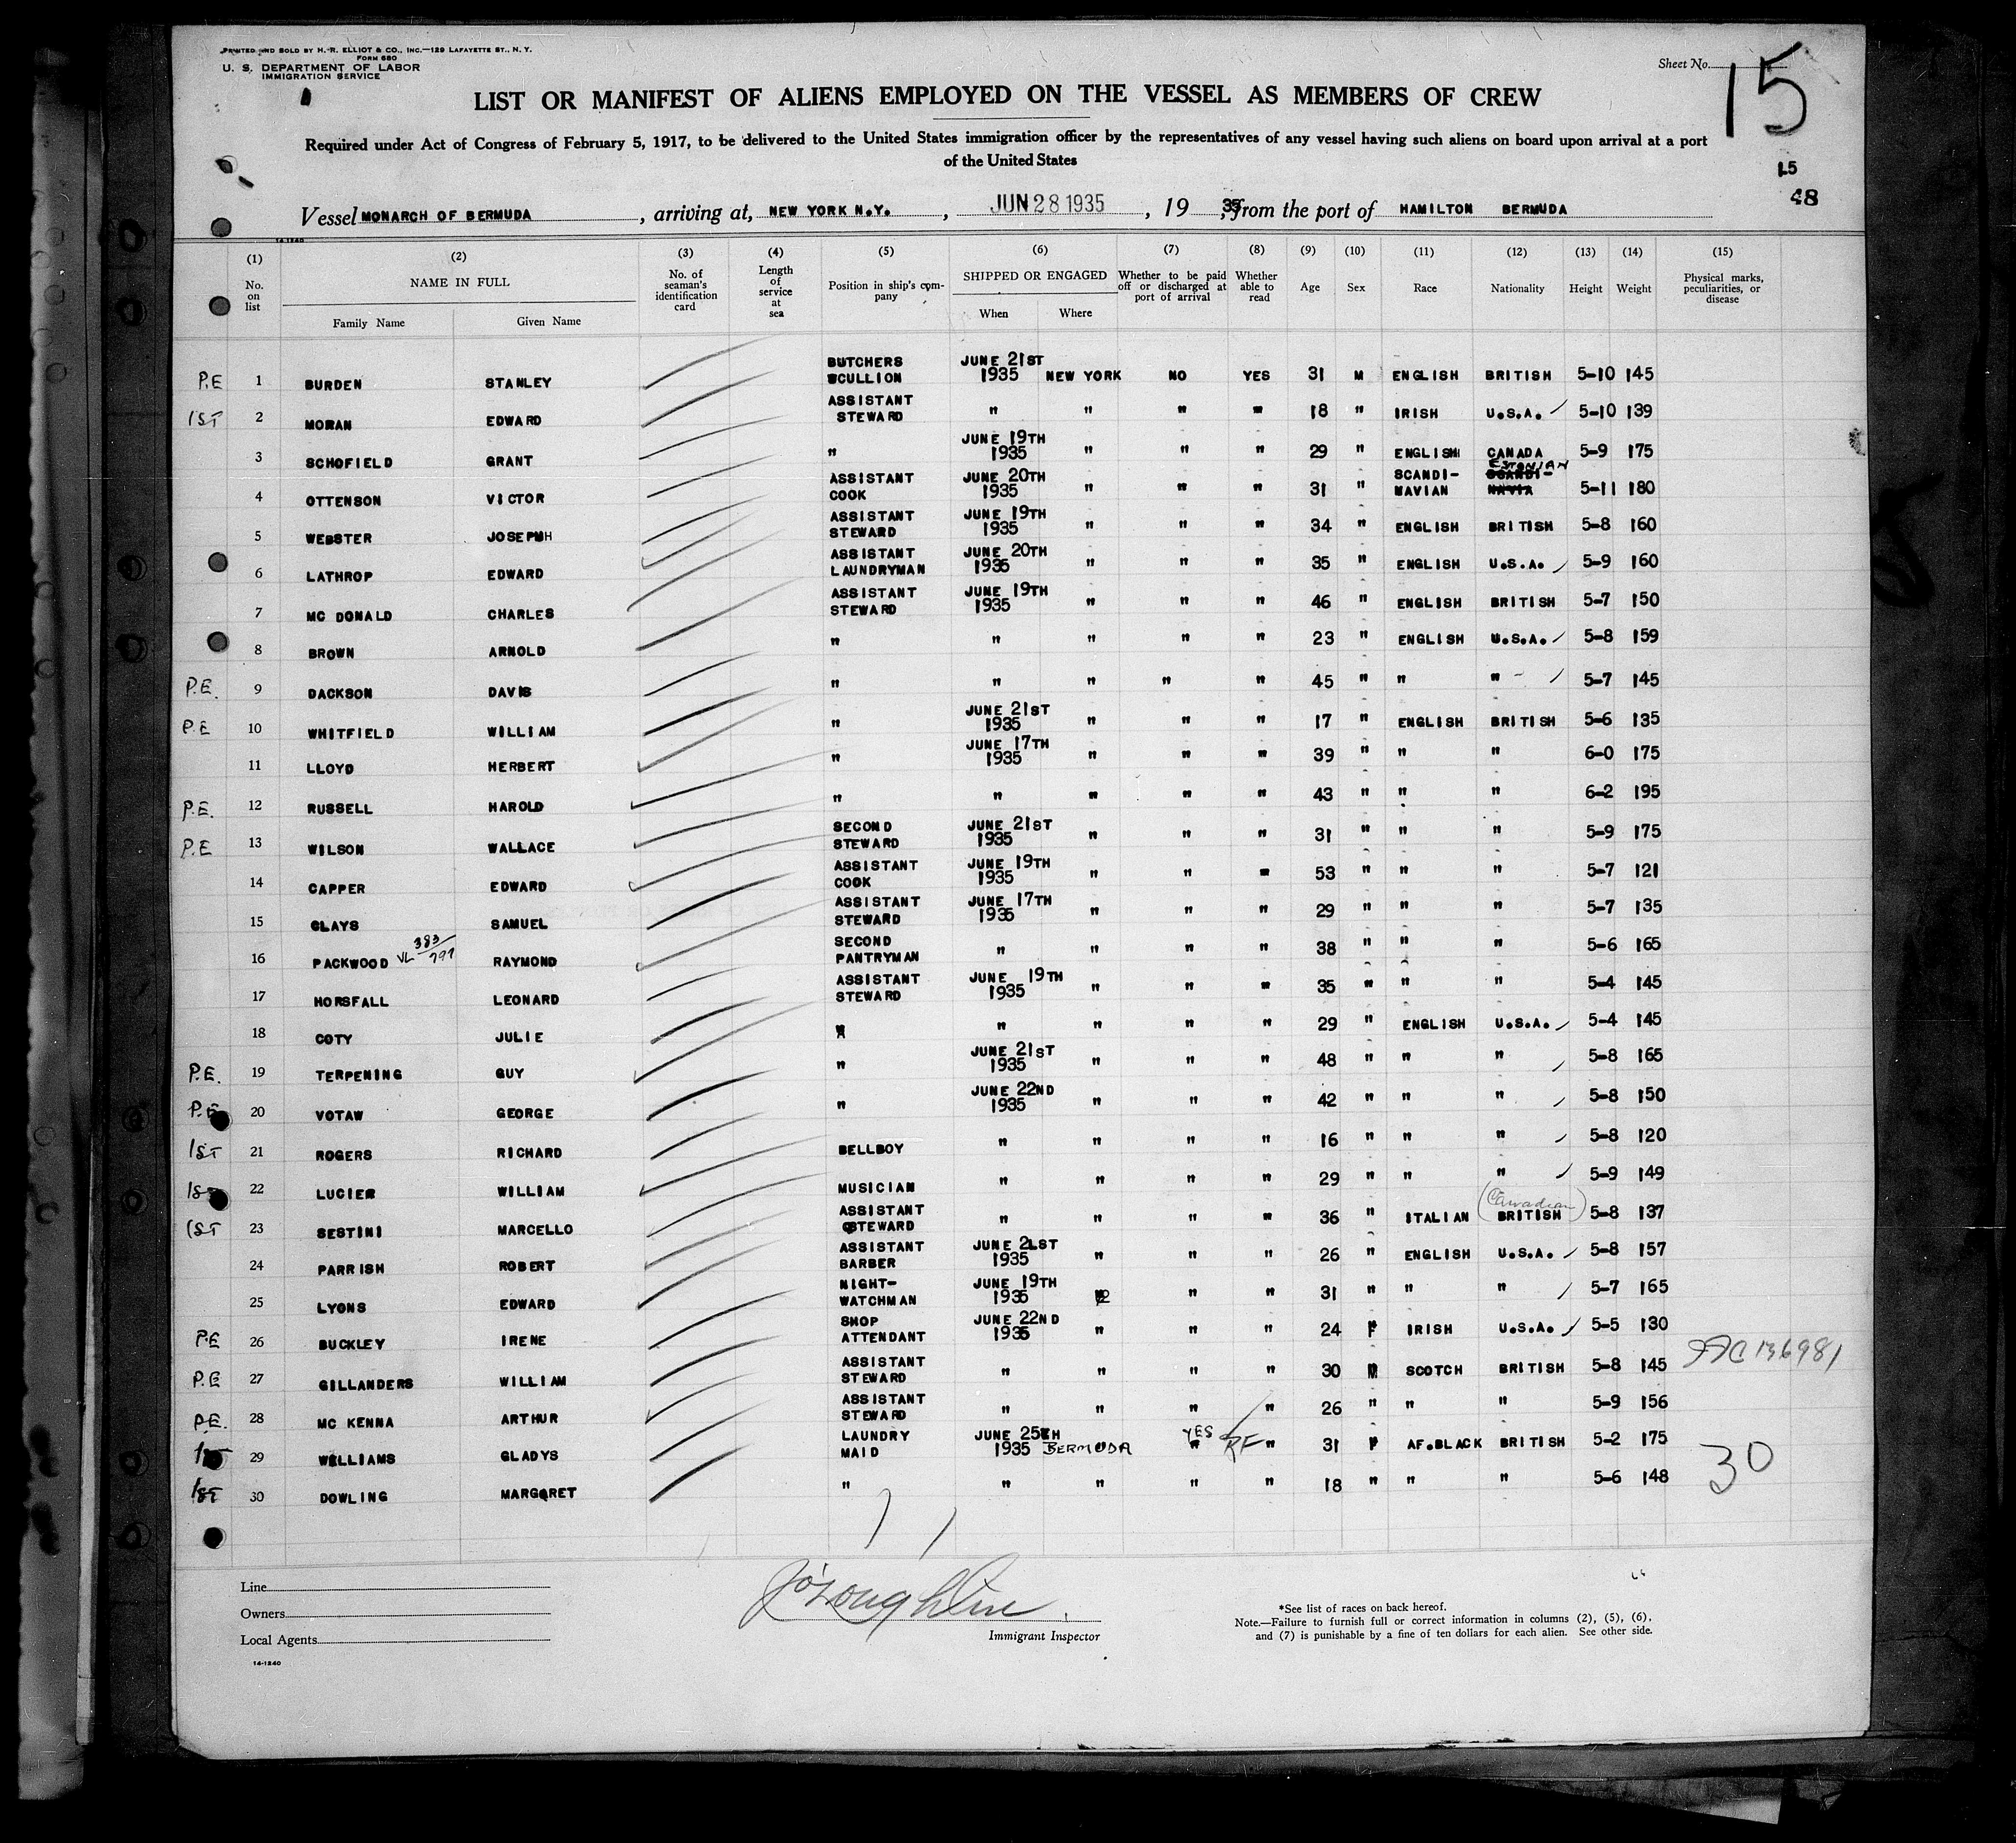 PRINTED AND SOLD BY H. R. ELLIOT & CO., INC.—129 LAFAYETTE ST., N. Y.
FORM 680
U. S. DEPARTMENT OF LABOR
IMMIGRATION SERVICE
Sheet No. 15
LIST OR MANIFEST OF ALIENS EMPLOYED ON THE VESSEL AS MEMBERS OF CREW
Required under Act of Congress of February 5, 1917, to be delivered to the United States immigration officer by the representatives of any vessel having such aliens on board upon arrival at a port
of the United States
15
48
Vessel MONARCH OF BERMUDA, arriving at, NEW YORK N.Y., JUN 28 1935, 1935, from the port of HAMILTON BERMUDA
14-1240
(1) (2) (3) (4) (5) (6) (7) (8) (9) (10) (11) (12) (13) (14) (15)
No. on list NAME IN FULL Family Name Given Name No. of seaman's identification card Length of service at sea Position in ship's company SHIPPED OR ENGAGED When Where Whether to be paid off or discharged at port of arrival Whether able to read Age Sex Race Nationality Height Weight Physical marks, peculiarities, or disease
P.E 1 BURDEN STANLEY BUTCHERS SCULLION JUNE 21ST 1935 NEW YORK NO YES 31 M ENGLISH BRITISH 5-10 145
1ST 2 MORAN EDWARD ASSISTANT STEWARD " " " " 18 " IRISH U.S.A. 5-10 139
3 SCHOFIELD GRANT " JUNE 19TH 1935 " " " 29 " ENGLISH CANADA 5-9 175
4 OTTENSON VICTOR ASSISTANT COOK JUNE 20TH 1935 " " " 31 " SCANDI-NAVIAN SCANDI-NAVIA ESTONIAN 5-11 180
5 WEBSTER JOSEPHH ASSISTANT STEWARD JUNE 19TH 1935 " " " 34 " ENGLISH BRITISH 5-8 160
6 LATHROP EDWARD ASSISTANT LAUNDRYMAN JUNE 20TH 1935 " " " 35 " ENGLISH U.S.A. 5-9 160
7 MC DONALD CHARLES ASSISTANT STEWARD JUNE 19TH 1935 " " " 46 " ENGLISH BRITISH 5-7 150
8 BROWN ARNOLD " " " " " 23 " ENGLISH U.S.A. 5-8 159
P.E. 9 DACKSON DAVIS " " " " " 45 " " " 5-7 145
P.E 10 WHITFIELD WILLIAM " JUNE 21ST 1935 " " " 17 " ENGLISH BRITISH 5-6 135
11 LLOYD HERBERT " JUNE 17TH 1935 " " " 39 " " " 6-0 175
P.E. 12 RUSSELL HAROLD " " " " " 43 " " " 6-2 195
P.E 13 WILSON WALLACE SECOND STEWARD JUNE 21ST 1935 " " " 31 " " " 5-9 175
14 CAPPER EDWARD ASSISTANT COOK JUNE 19TH 1935 " " " 53 " " " 5-7 121
15 CLAYS SAMUEL ASSISTANT STEWARD JUNE 17TH 1935 " " " 29 " " " 5-7 135
16 PACKWOOD VL 383/797 RAYMOND SECOND PANTRYMAN " " " " 38 " " " 5-6 165
17 HORSFALL LEONARD ASSISTANT STEWARD JUNE 19TH 1935 " " " 35 " " " 5-4 145
18 COTY JULIE " " " " " 29 " ENGLISH U.S.A. 5-4 145
P.E. 19 TERPENING GUY " JUNE 21ST 1935 " " " 48 " " " 5-8 165
P.E 20 VOTAW GEORGE " JUNE 22ND 1935 " " " 42 " " " 5-8 150
1ST 21 ROGERS RICHARD BELLBOY " " " " 16 " " " 5-8 120
1ST 22 LUCIER WILLIAM MUSICIAN " " " " 29 " " " 5-9 149
1ST 23 SESTINI MARCELLO ASSISTANT STEWARD " " " " 36 " ITALIAN (Canadian) BRITISH 5-8 137
24 PARRISH ROBERT ASSISTANT BARBER JUNE 21ST 1935 " " " 26 " ENGLISH U.S.A. 5-8 157
25 LYONS EDWARD NIGHT-WATCHMAN JUNE 19TH 1935 " " " 31 " " " 5-7 165
P.E 26 BUCKLEY IRENE SHOP ATTENDANT JUNE 22ND 1935 " " " 24 F IRISH U.S.A. 5-5 130
P.E 27 GILLANDERS WILLIAM ASSISTANT STEWARD " " " " 30 M SCOTCH BRITISH 5-8 145 136981
P.E. 28 MC KENNA ARTHUR ASSISTANT STEWARD " " " " 26 " " " 5-9 156
1ST 29 WELLIAMS GLADYS LAUNDRY MAID JUNE 25TH 1935 BERMUDA YES " RF " 31 F AF.BLACK BRITISH 5-2 175
1ST 30 DOWLING MARGQRET " " " " " 18 " " " 5-6 148
30
Line
Owners
Local Agents
14-1240
J O'Loughlin
Immigrant Inspector
*See list of races on back hereof.
Note.—Failure to furnish full or correct information in columns (2), (5), (6),
and (7) is punishable by a fine of ten dollars for each alien. See other side.